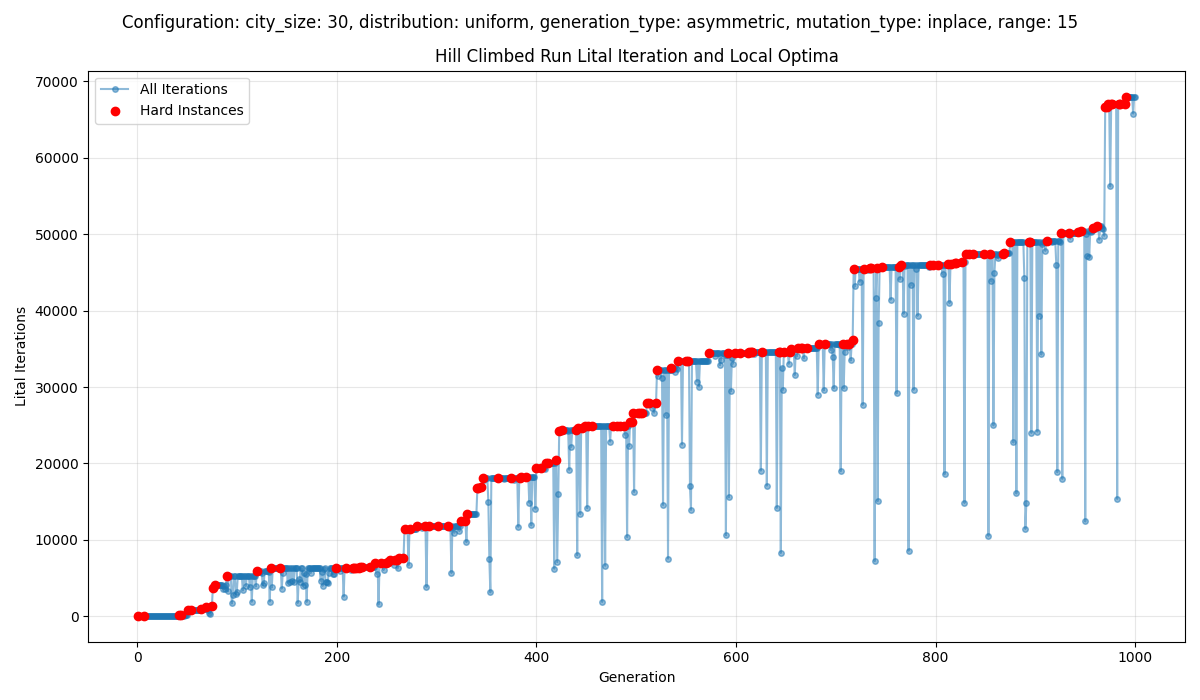 Configuration: city_size: 30, distribution: uniform, generation_type: asymmetric, mutation_type: inplace, range: 15
Hill Climbed Run Lital Iteration and Local Optima
All Iterations
Hard Instances
70000
60000
50000
40000
30000
20000
10000
0
Lital Iterations
0 200 400 600 800 1000
Generation